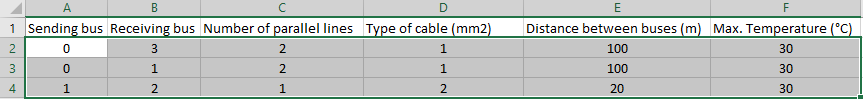 A B C D E F
1 Sending bus Receiving bus Number of parallel lines Type of cable (mm2) Distance between buses (m) Max. Temperature (°C)
2 0 3 2 1 100 30
3 0 1 2 1 100 30
4 1 2 1 2 20 30